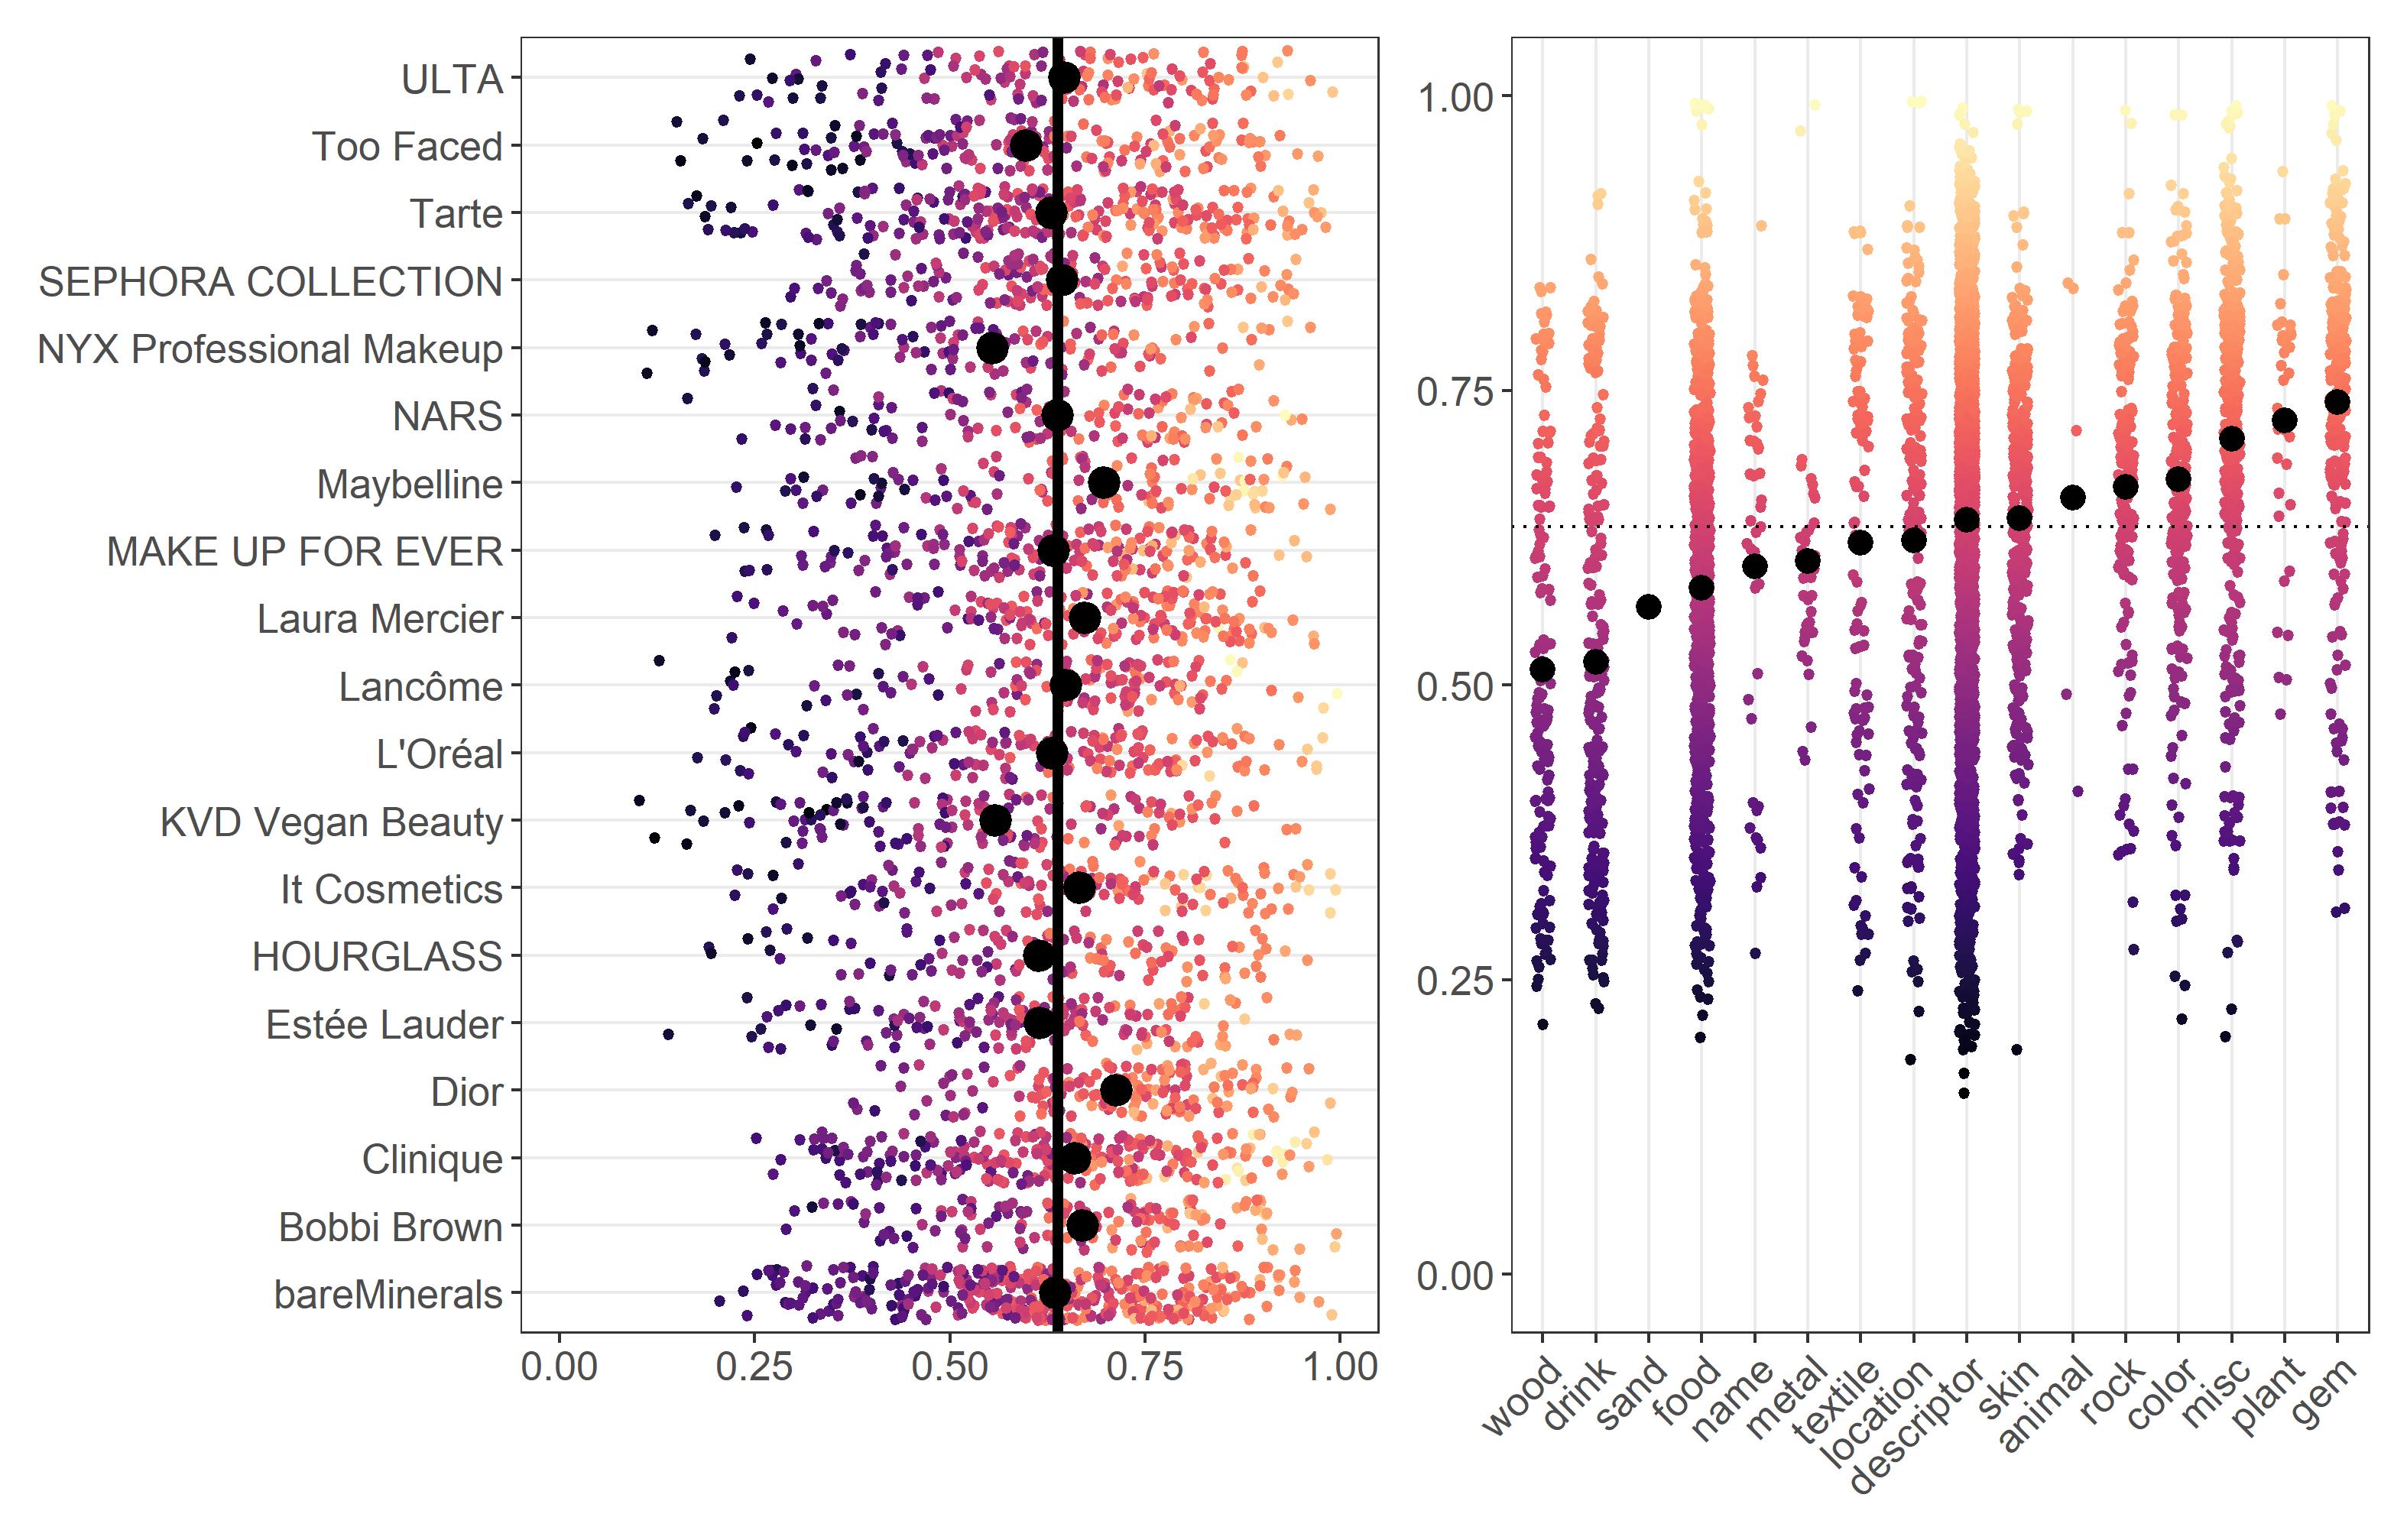 ULTA
Too Faced
Tarte
SEPHORA COLLECTION
NYX Professional Makeup
NARS
Maybelline
MAKE UP FOR EVER
Laura Mercier
Lancôme
L'Oréal
KVD Vegan Beauty
It Cosmetics
HOURGLASS
Estée Lauder
Dior
Clinique
Bobbi Brown
bareMinerals
0.00 0.25 0.50 0.75 1.00
1.00
0.75
0.50
0.25
0.00
wood
drink
sand
food
name
metal
textile
location
descriptor
skin
animal
rock
color
misc
plant
gem